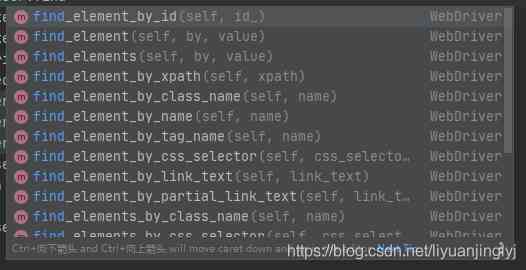 m find_element_by_id(self, id_) WebDriver
m find_element(self, by, value) WebDriver
m find_elements(self, by, value) WebDriver
m find_element_by_xpath(self, xpath) WebDriver
m find_element_by_class_name(self, name) WebDriver
m find_element_by_name(self, name) WebDriver
m find_element_by_tag_name(self, name) WebDriver
m find_element_by_css_selector(self, css_selecto… WebDriver
m find_element_by_link_text(self, link_text) WebDriver
m find_element_by_partial_link_text(self, link_t… WebDriver
m find_elements_by_class_name(self, name) WebDriver
m find_elements_by_css_selector(self, css_select… WebDriver
Ctrl+向下箭头 and Ctrl+向上箭头 will move caret down and
https://blog.csdn.net/liyuanjinglyj